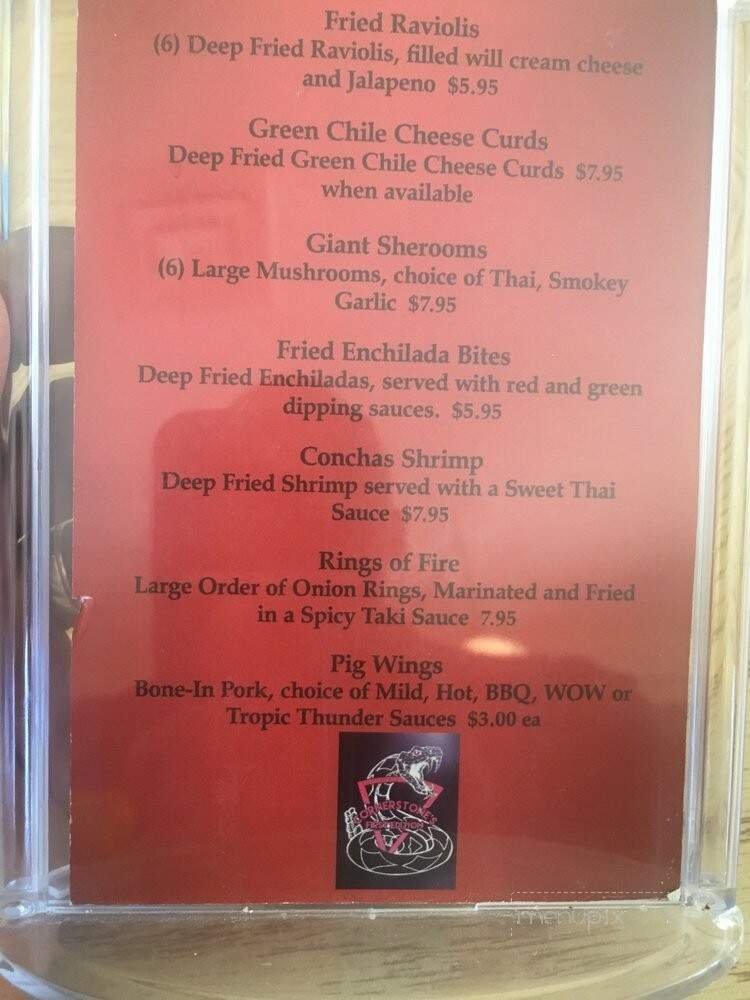 Fried Raviolis
(6) Deep Fried Raviolis, filled will cream cheese
and Jalapeno $5.95
Green Chile Cheese Curds
Deep Fried Green Chile Cheese Curds $7.95
when available
Giant Sherooms
(6) Large Mushrooms, choice of Thai, Smokey
Garlic $7.95
Fried Enchilada Bites
Deep Fried Enchiladas, served with red and green
dipping sauces. $5.95
Conchas Shrimp
Deep Fried Shrimp served with a Sweet Thai
Sauce $7.95
Rings of Fire
Large Order of Onion Rings, Marinated and Fried
in a Spicy Taki Sauce 7.95
Pig Wings
Bone-In Pork, choice of Mild, Hot, BBQ, WOW or
Tropic Thunder Sauces $3.00 ea
CORNERSTONE'S
FIRST EDITION
menupix